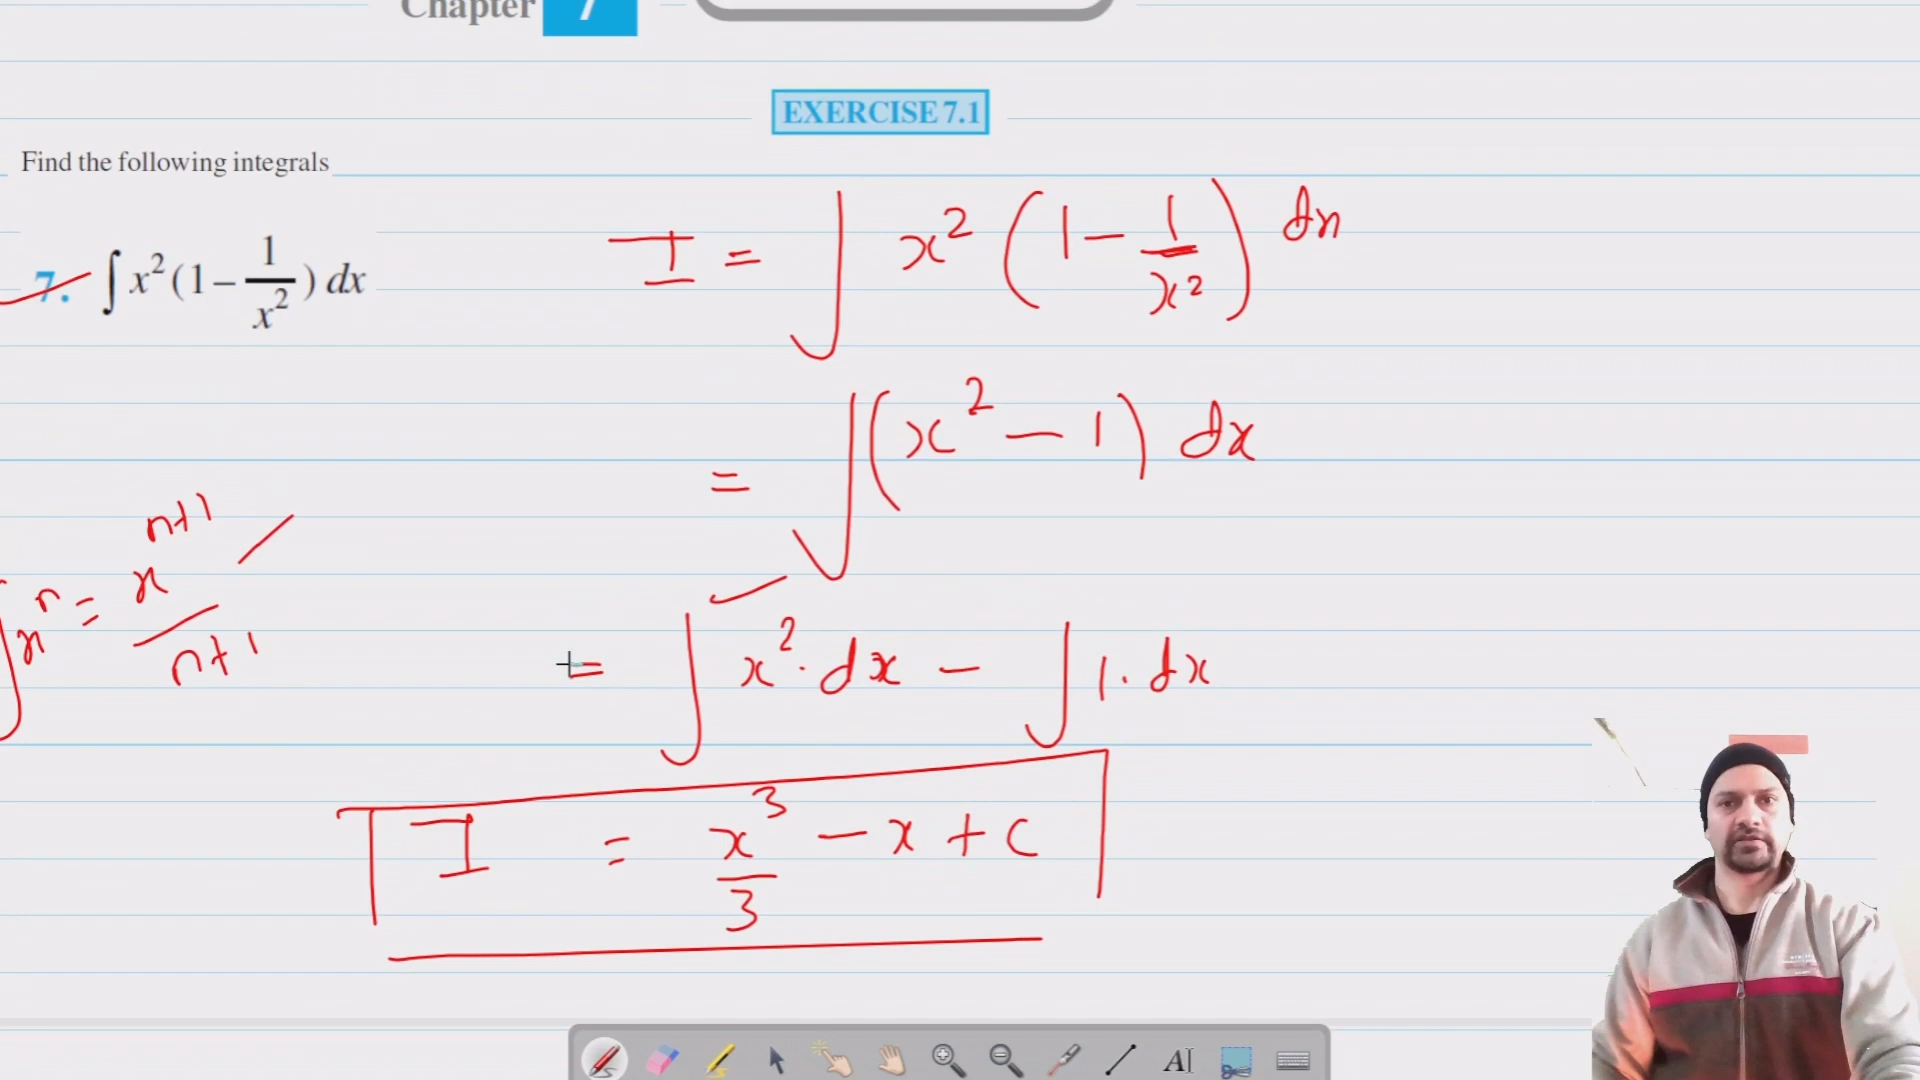 Chapter 7
EXERCISE 7.1
Find the following integrals
7. ∫ x²(1 − 1/x²) dx
I = ∫ x² (1 − 1/x²) dx
= ∫ (x² − 1) dx
∫ xⁿ = xⁿ⁺¹/n+1
= ∫ x² · dx − ∫ 1 · dx
I = x³/3 − x + c
AI